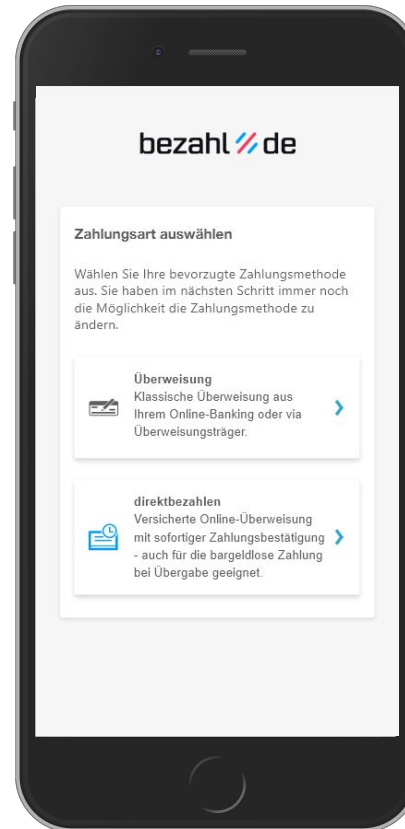 bezahl de
Zahlungsart auswählen
Wählen Sie Ihre bevorzugte Zahlungsmethode
aus. Sie haben im nächsten Schritt immer noch
die Möglichkeit die Zahlungsmethode zu
ändern.
Überweisung
Klassische Überweisung aus
Ihrem Online-Banking oder via
Überweisungsträger.
direktbezahlen
Versicherte Online-Überweisung
mit sofortiger Zahlungsbestätigung
- auch für die bargeldlose Zahlung
bei Übergabe geeignet.